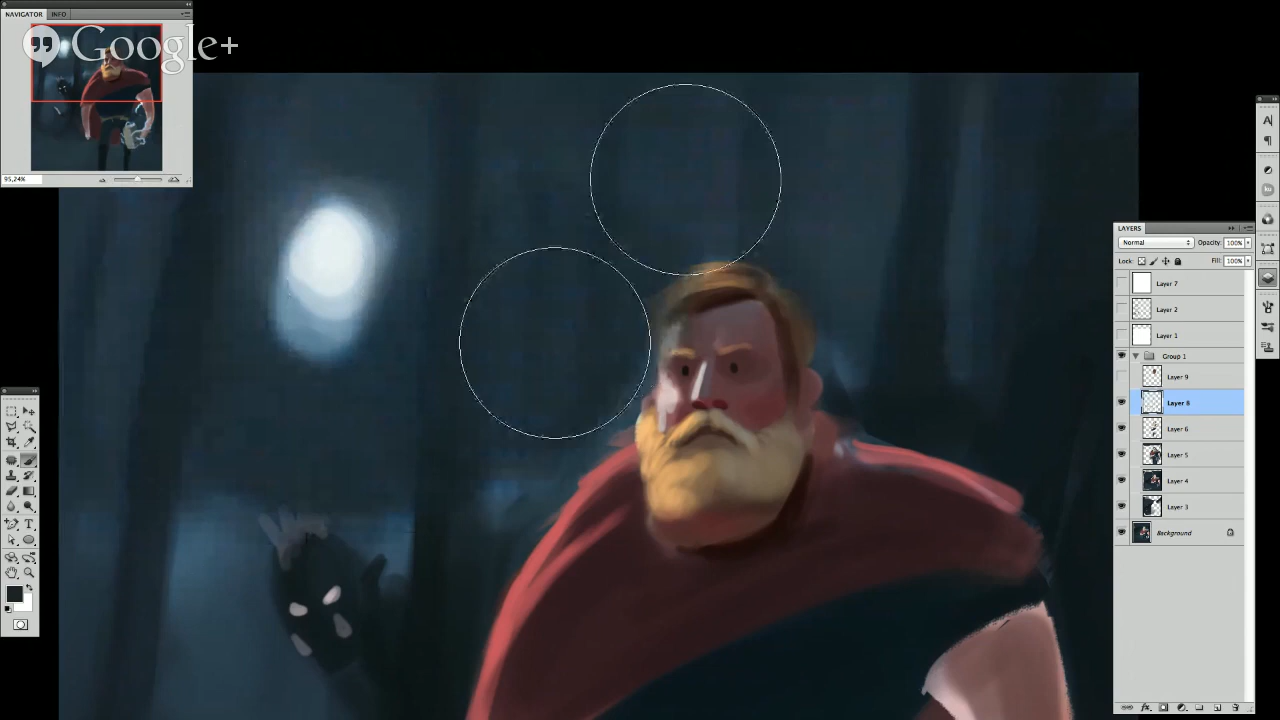 NAVIGATOR INFO
Google+
95,24%
LAYERS
Normal Opacity: 100%
Lock: Fill: 100%
Layer 7
Layer 2
Layer 1
Group 1
Layer 9
Layer 8
Layer 6
Layer 5
Layer 4
Layer 3
Background